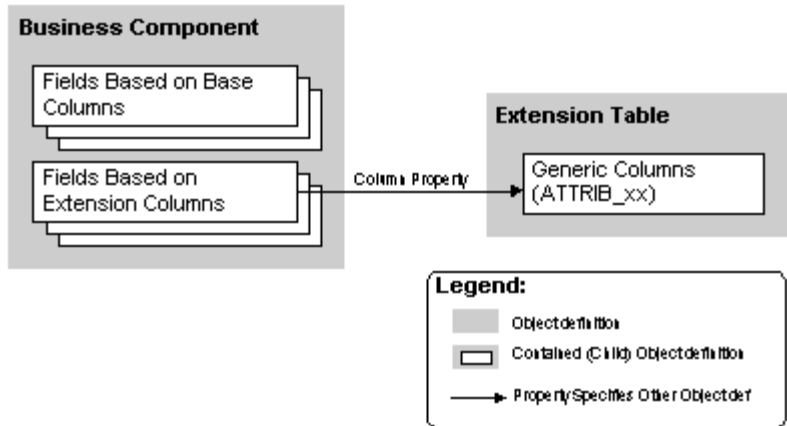 Business Component
Fields Based on Base
Columns
Fields Based on
Extension Columns
Column Property
Extension Table
Generic Columns
(ATTRIB_xx)
Legend:
Object definition
Contained (Child) Object definition
Property Specifies Other Object def